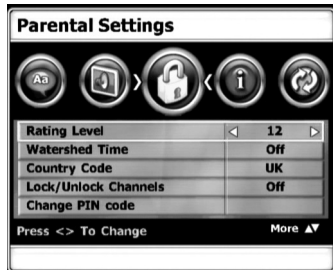 Parental Settings
Aa
i
Rating Level 12
Watershed Time Off
Country Code UK
Lock/Unlock Channels Off
Change PIN code
Press <> To Change More ▲▼